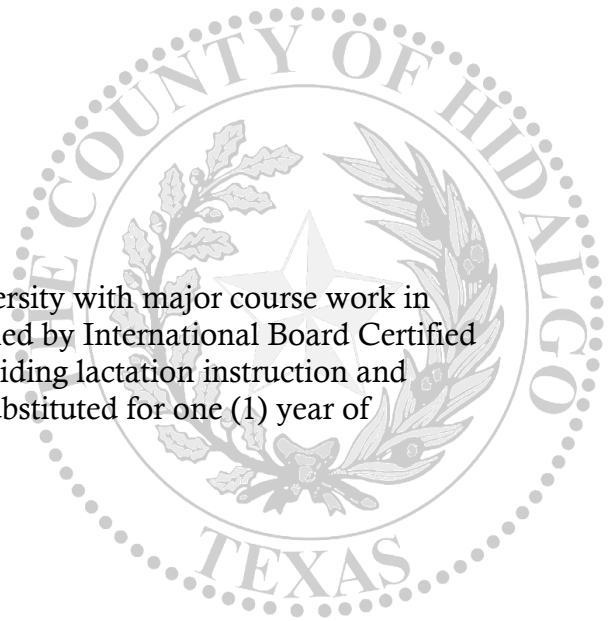 THE COUNTY OF HIDALGO
ersity with major course work in
ed by International Board Certified
iding lactation instruction and
bstituted for one (1) year of
TEXAS